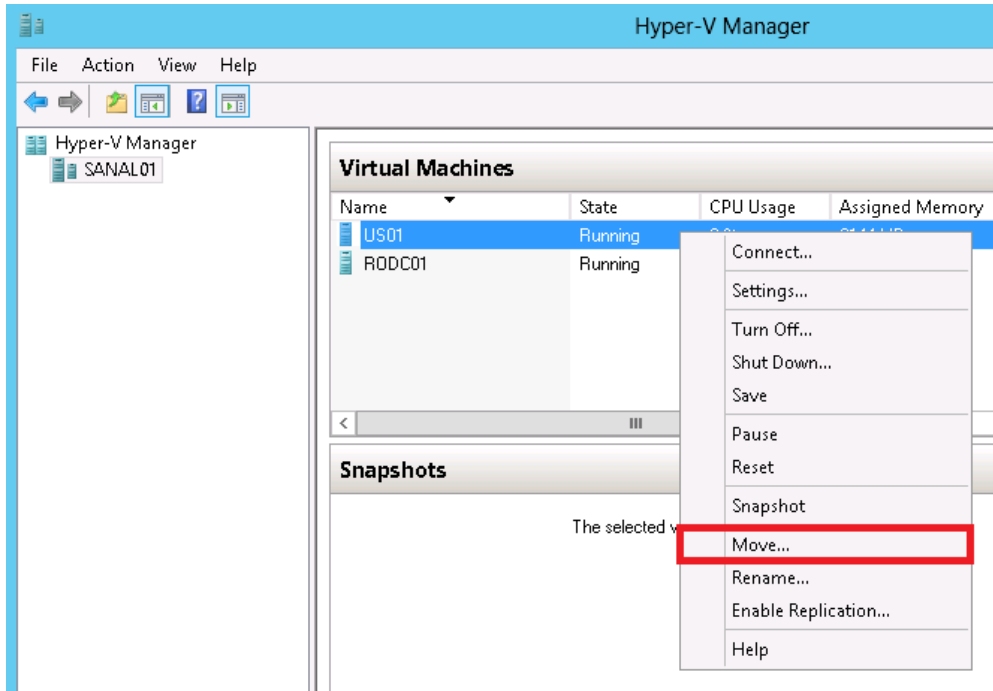 Hyper-V Manager
File Action View Help
Hyper-V Manager
SANAL01
Virtual Machines
Name State CPU Usage Assigned Memory
US01 Running
RODC01 Running
Snapshots
The selected
Connect...
Settings...
Turn Off...
Shut Down...
Save
Pause
Reset
Snapshot
Move...
Rename...
Enable Replication...
Help